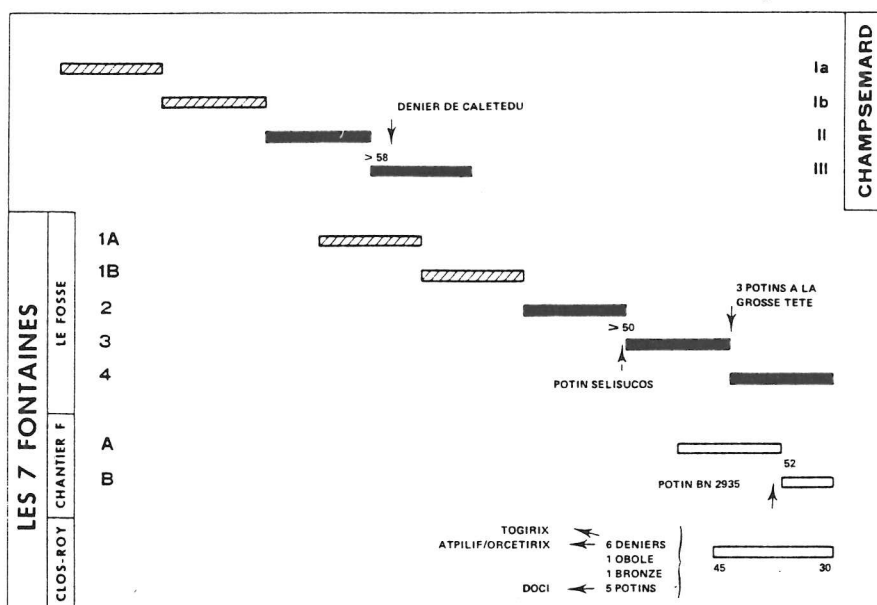 CHAMPSEMARD
Ia
Ib
DENIER DE CALETEDU
II
> 58
III
LES 7 FONTAINES
LE FOSSE
1A
1B
2
3 POTINS A LA
GROSSE TETE
> 50
3
POTIN SELISUCOS
4
CHANTIER F
A
52
B
POTIN BN 2935
CLOS-ROY
TOGIRIX
ATPILIF/ORCETIRIX
6 DENIERS
1 OBOLE
1 BRONZE
DOCI
5 POTINS
45
30